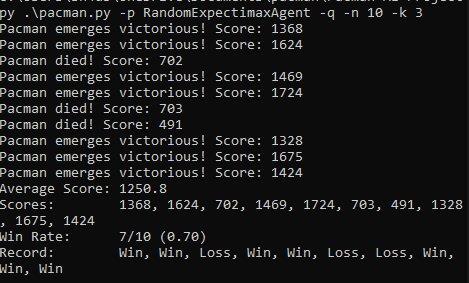 py .\pacman.py -p RandomExpectimaxAgent -q -n 10 -k 3
Pacman emerges victorious! Score: 1368
Pacman emerges victorious! Score: 1624
Pacman died! Score: 702
Pacman emerges victorious! Score: 1469
Pacman emerges victorious! Score: 1724
Pacman died! Score: 703
Pacman died! Score: 491
Pacman emerges victorious! Score: 1328
Pacman emerges victorious! Score: 1675
Pacman emerges victorious! Score: 1424
Average Score: 1250.8
Scores:        1368, 1624, 702, 1469, 1724, 703, 491, 1328
, 1675, 1424
Win Rate:      7/10 (0.70)
Record:        Win, Win, Loss, Win, Win, Loss, Loss, Win,
Win, Win